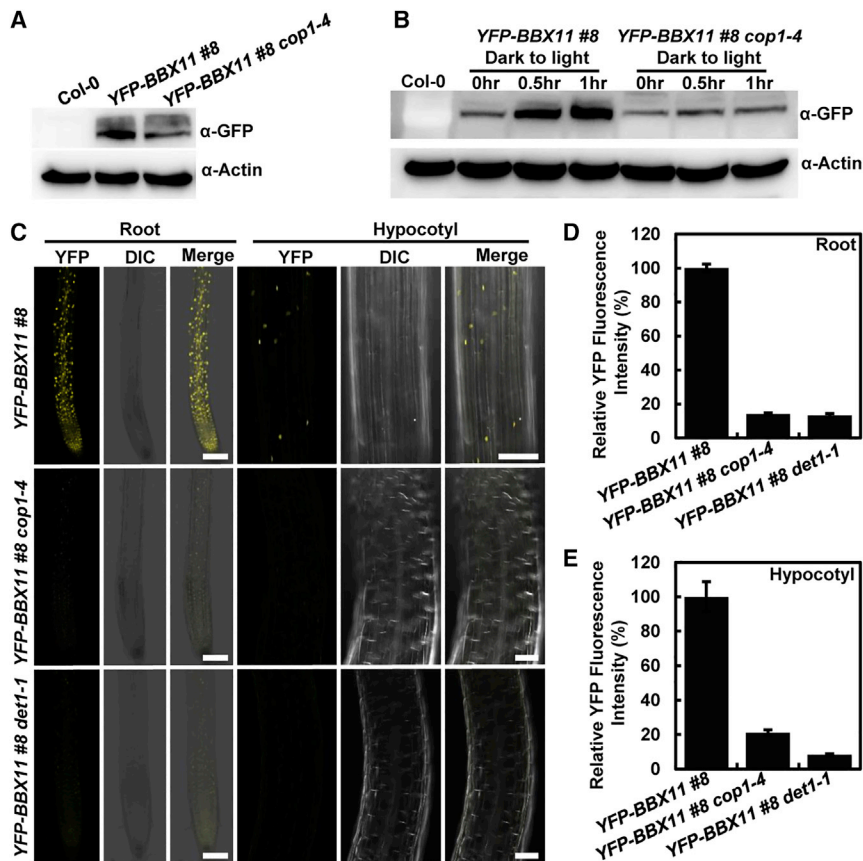 A
Col-0
YFP-BBX11 #8
YFP-BBX11 #8 cop1-4
α-GFP
α-Actin
B
YFP-BBX11 #8 YFP-BBX11 #8 cop1-4
Dark to light Dark to light
Col-0 0hr 0.5hr 1hr 0hr 0.5hr 1hr
α-GFP
α-Actin
C
Root Hypocotyl
YFP DIC Merge YFP DIC Merge
YFP-BBX11 #8
YFP-BBX11 #8 cop1-4
YFP-BBX11 #8 det1-1
D
Root
Relative YFP Fluorescence
Intensity (%)
120
100
80
60
40
20
0
YFP-BBX11 #8
YFP-BBX11 #8 cop1-4
YFP-BBX11 #8 det1-1
E
Hypocotyl
Relative YFP Fluorescence
Intensity (%)
120
100
80
60
40
20
0
YFP-BBX11 #8
YFP-BBX11 #8 cop1-4
YFP-BBX11 #8 det1-1